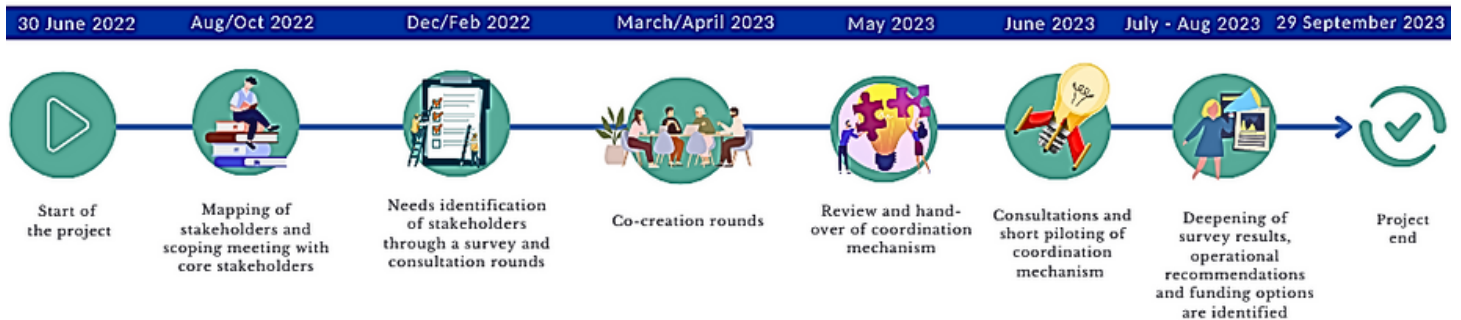 30 June 2022
Aug/Oct 2022
Dec/Feb 2022
March/April 2023
May 2023
June 2023
July - Aug 2023
29 September 2023
Start of
the project
Mapping of
stakeholders and
scoping meeting with
core stakeholders
Needs identification
of stakeholders
through a survey and
consultation rounds
Co-creation rounds
Review and hand-
over of coordination
mechanism
Consultations and
short piloting of
coordination
mechanism
Deepening of
survey results,
operational
recommendations
and funding options
are identified
Project
end